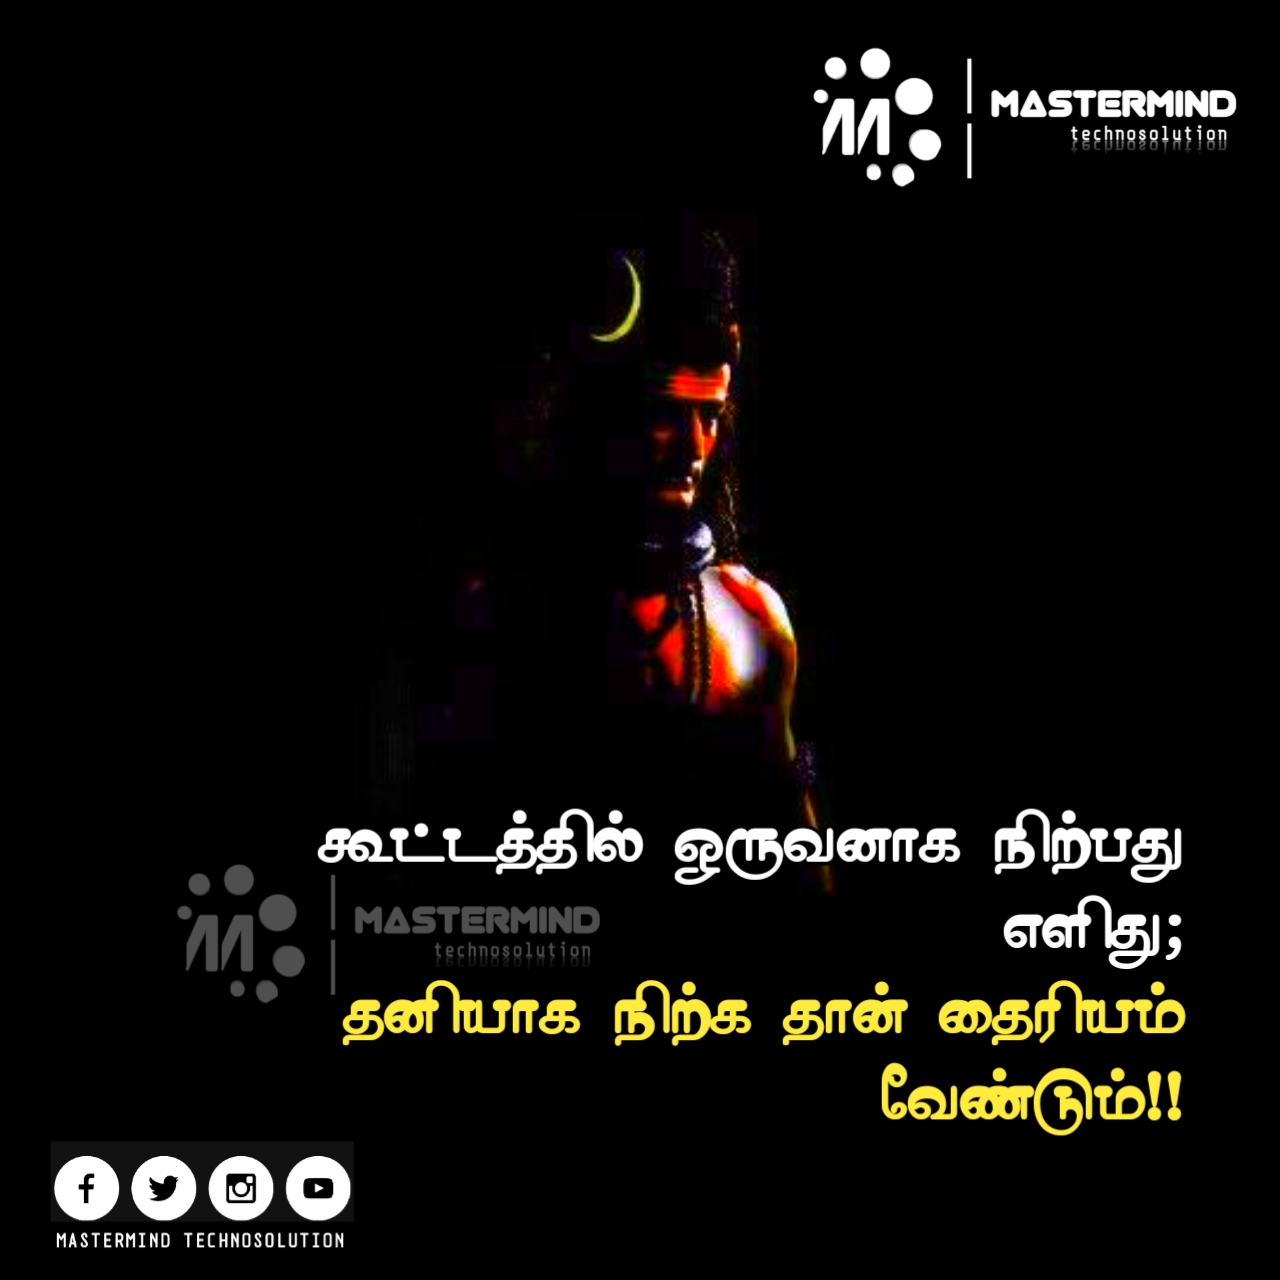 MASTERMIND
technosolution
கூட்டத்தில் ஒருவனாக நிற்பது
எளிது;
தனியாக நிற்க தான் தைரியம்
வேண்டும்!!
MASTERMIND
technosolution
MASTERMIND TECHNOSOLUTION